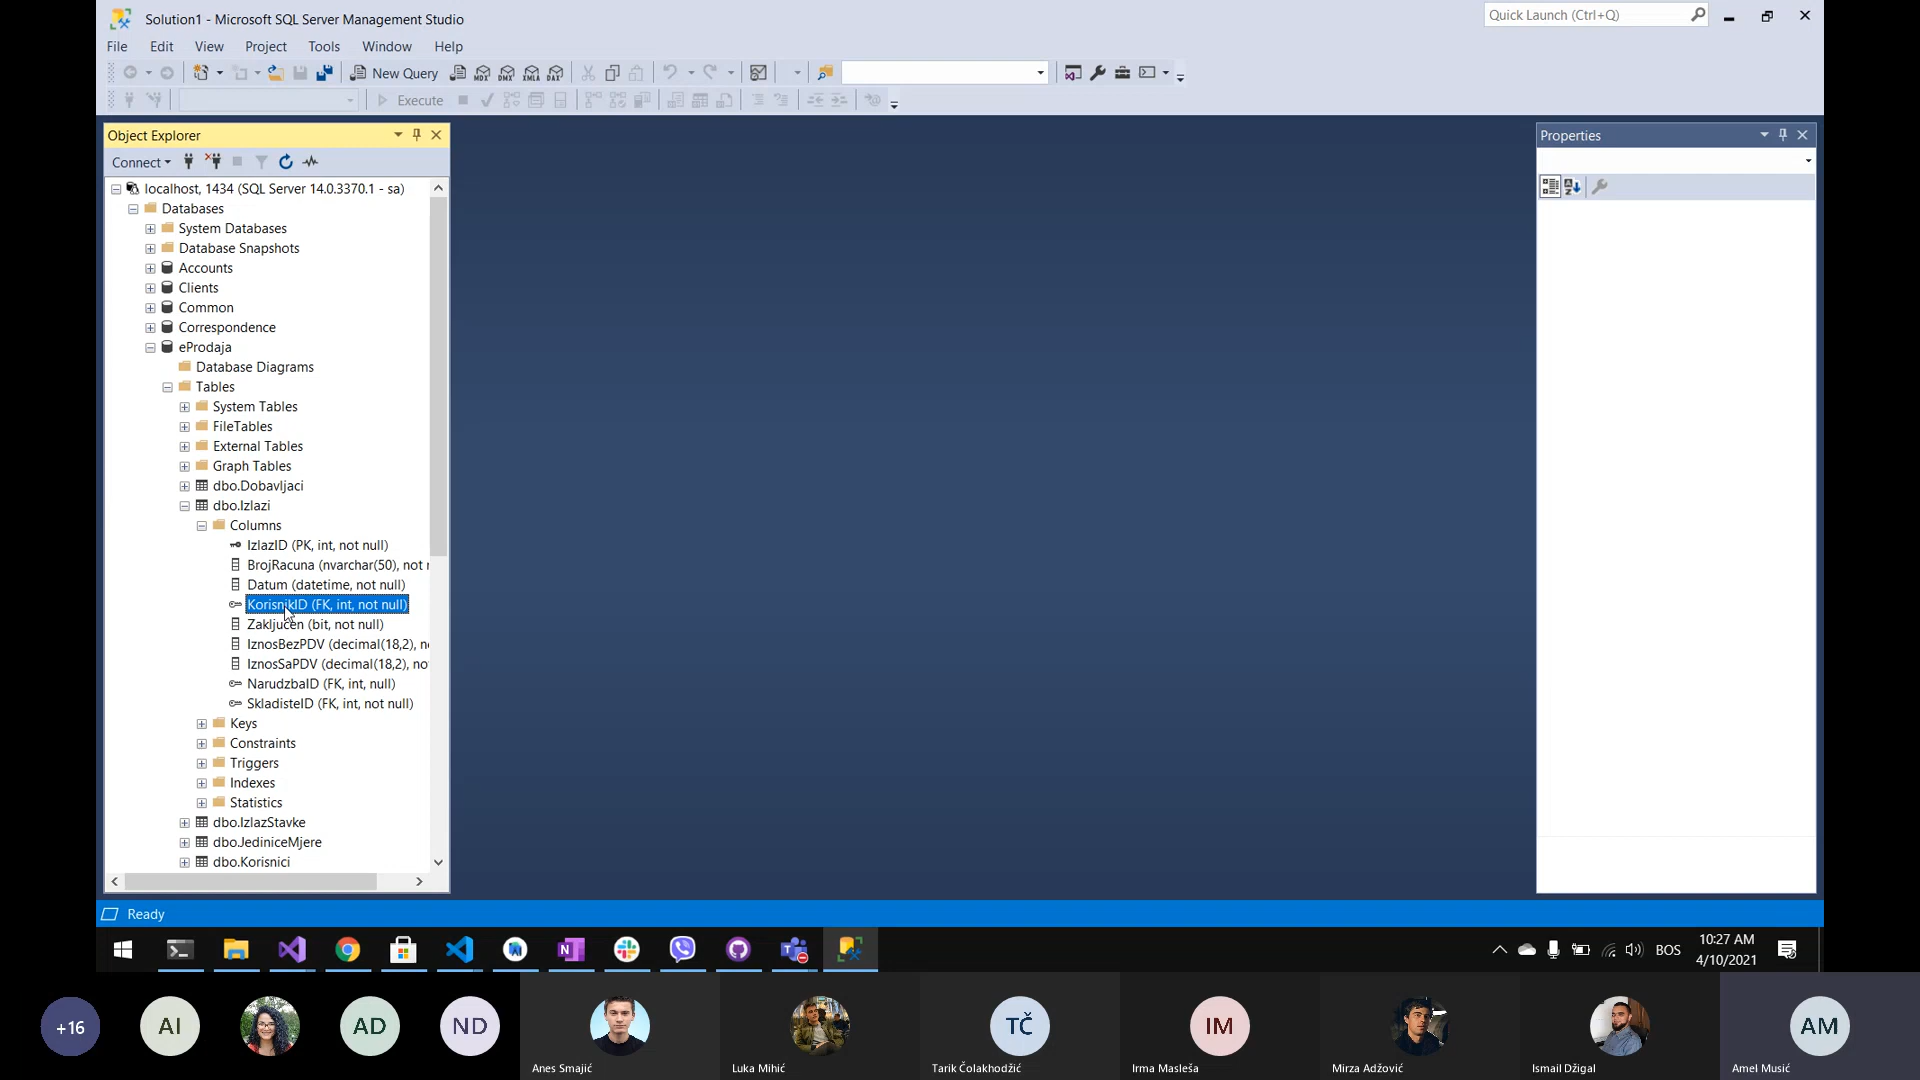 Solution1 - Microsoft SQL Server Management Studio
Quick Launch (Ctrl+Q)
File Edit View Project Tools Window Help
New Query MDX DMX XMLA DAX
Execute
Object Explorer
Properties
Connect
localhost, 1434 (SQL Server 14.0.3370.1 - sa)
Databases
System Databases
Database Snapshots
Accounts
Clients
Common
Correspondence
eProdaja
Database Diagrams
Tables
System Tables
FileTables
External Tables
Graph Tables
dbo.Dobavljaci
dbo.Izlazi
Columns
IzlazID (PK, int, not null)
BrojRacuna (nvarchar(50), not
Datum (datetime, not null)
KorisnikID (FK, int, not null)
Zakljucen (bit, not null)
IznosBezPDV (decimal(18,2),
IznosSaPDV (decimal(18,2), no
NarudzbaID (FK, int, null)
SkladisteID (FK, int, not null)
Keys
Constraints
Triggers
Indexes
Statistics
dbo.IzlazStavke
dbo.JediniceMjere
dbo.Korisnici
Ready
BOS
10:27 AM
4/10/2021
+16
AI
AD
ND
TČ
IM
AM
Anes Smajić
Luka Mihić
Tarik Čolakhodžić
Irma Masleša
Mirza Adžović
Ismail Džigal
Amel Musić